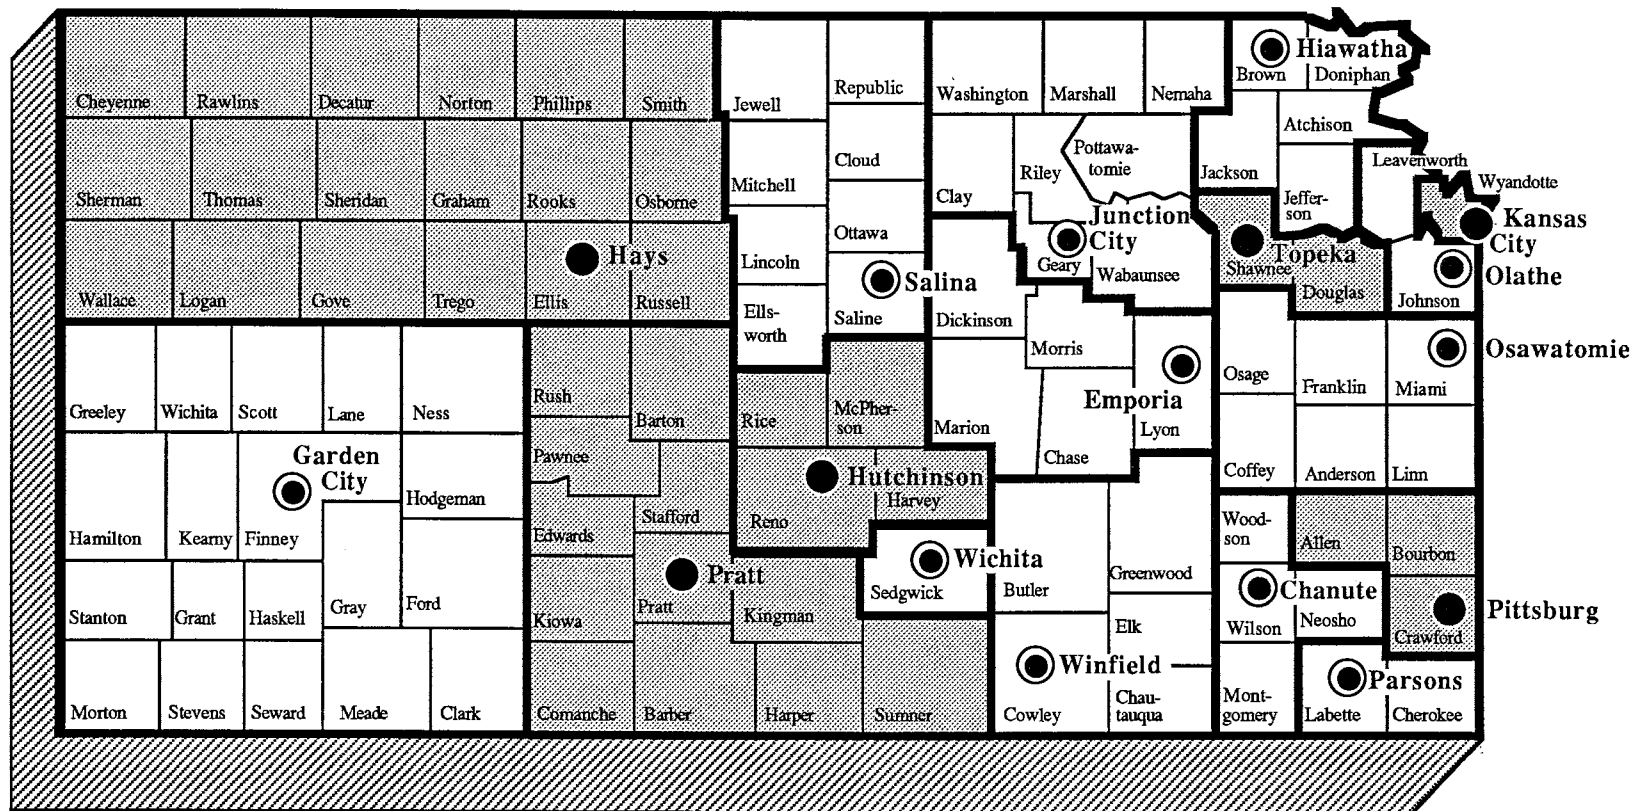 Hiawatha
Brown
Doniphan
Cheyenne
Rawlins
Decatur
Norton
Phillips
Smith
Jewell
Republic
Washington
Marshall
Nemaha
Atchison
Cloud
Pottawa-
tomie
Leavenworth
Mitchell
Riley
Jackson
Wyandotte
Sherman
Thomas
Sheridan
Graham
Rooks
Osborne
Clay
Jeffer-
son
Junction
City
Kansas
City
Ottawa
Hays
Lincoln
Geary
Wabaunsee
Topeka
Shawnee
Olathe
Salina
Wallace
Logan
Gove
Trego
Ellis
Russell
Ells-
worth
Saline
Dickinson
Douglas
Johnson
Morris
Osawatomie
Osage
Franklin
Miami
Greeley
Wichita
Scott
Lane
Ness
Rush
Barton
Rice
McPher-
son
Marion
Emporia
Lyon
Garden
City
Pawnee
Chase
Coffey
Anderson
Linn
Hodgeman
Hutchinson
Harvey
Hamilton
Kearny
Finney
Edwards
Stafford
Reno
Wood-
son
Allen
Bourbon
Wichita
Pratt
Sedgwick
Butler
Greenwood
Chanute
Stanton
Grant
Haskell
Gray
Ford
Kiowa
Pratt
Kingman
Elk
Wilson
Neosho
Crawford
Pittsburg
Winfield
Parsons
Morton
Stevens
Seward
Meade
Clark
Comanche
Barber
Harper
Sumner
Cowley
Chau-
tauqua
Mont-
gomery
Labette
Cherokee